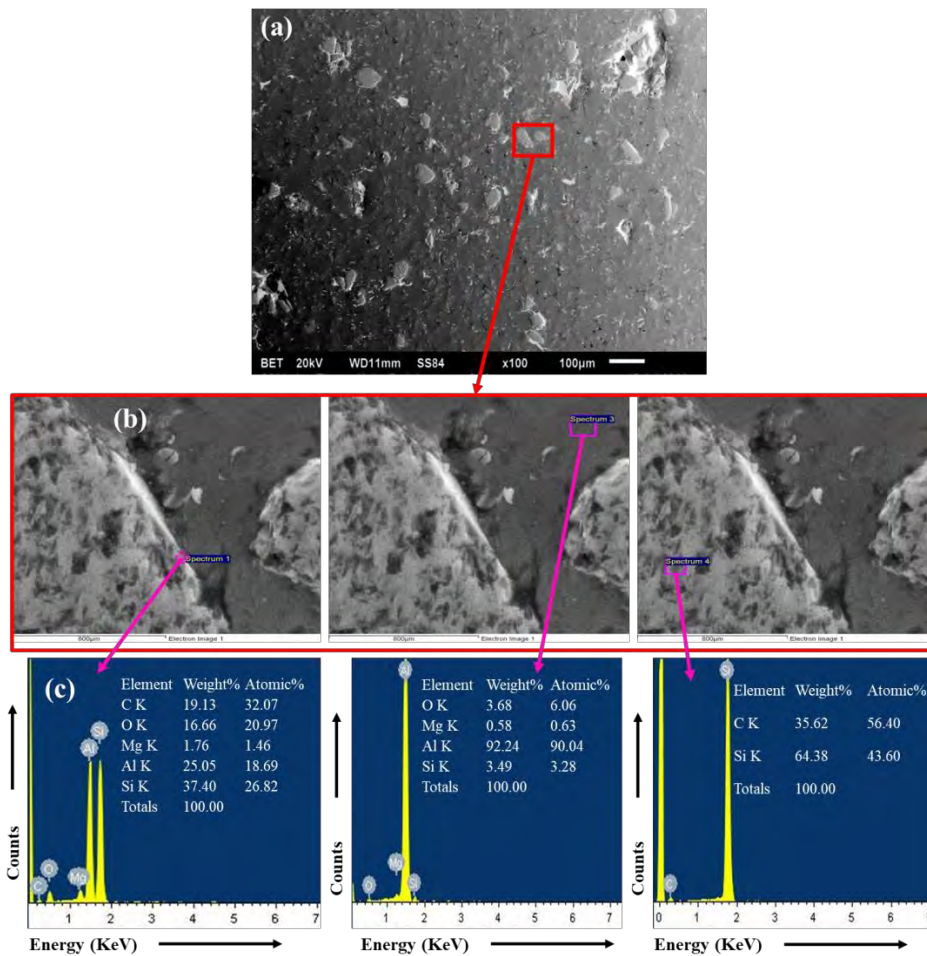 (a)
BET 20kV WD11mm SS84 x100 100µm
(b)
Spectrum 1
800µm Electron Image 1
Spectrum 3
800µm Electron Image 1
Spectrum 4
800µm Electron Image 1
(c)
Element Weight% Atomic%
C K 19.13 32.07
O K 16.66 20.97
Mg K 1.76 1.46
Al K 25.05 18.69
Si K 37.40 26.82
Totals 100.00
Al
Si
C
O
Mg
Counts
1 2 3 4 5 6 7
Energy (KeV)
Element Weight% Atomic%
O K 3.68 6.06
Mg K 0.58 0.63
Al K 92.24 90.04
Si K 3.49 3.28
Totals 100.00
Al
O
Mg
Si
Counts
1 2 4 5 6 7
Energy (KeV)
Element Weight% Atomic%
C K 35.62 56.40
Si K 64.38 43.60
Totals 100.00
Si
C
Counts
0 1 2 4 5 6 7
Energy (KeV)